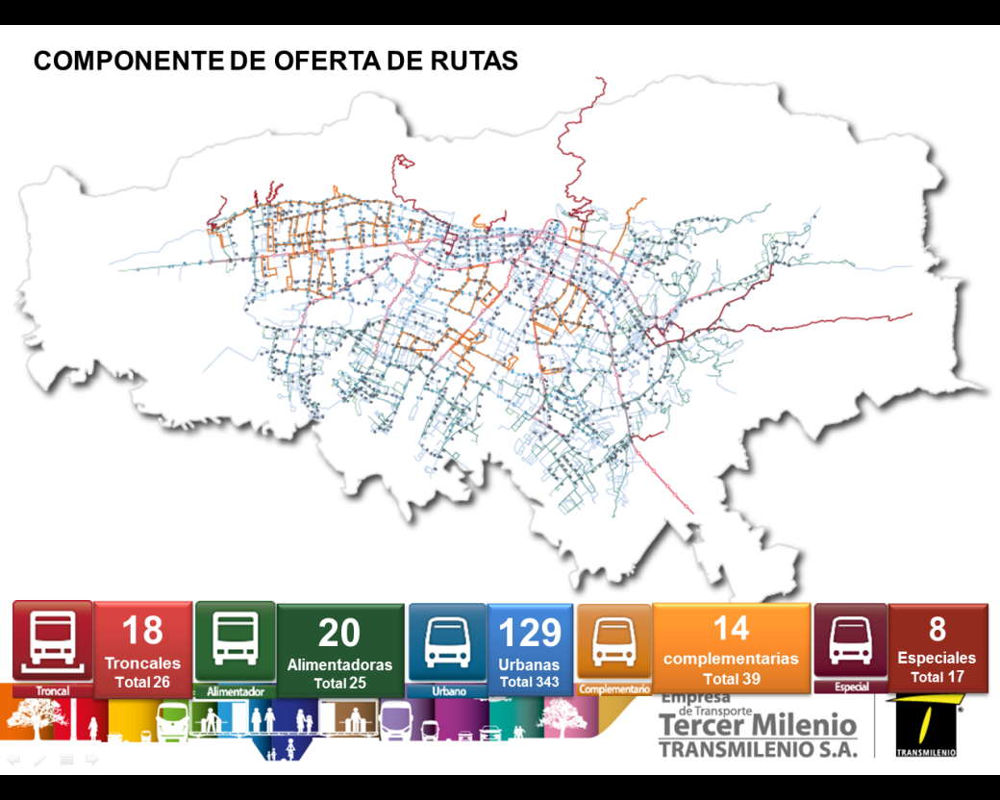 COMPONENTE DE OFERTA DE RUTAS
18
Troncales
Total 26
Troncal
20
Alimentadoras
Total 25
Alimentador
129
Urbanas
Total 343
Urbano
14
complementarias
Total 39
Complementario
8
Especiales
Total 17
Especial
Empresa
de Transporte
Tercer Milenio
TRANSMILENIO S.A.
®
TRANSMILENIO